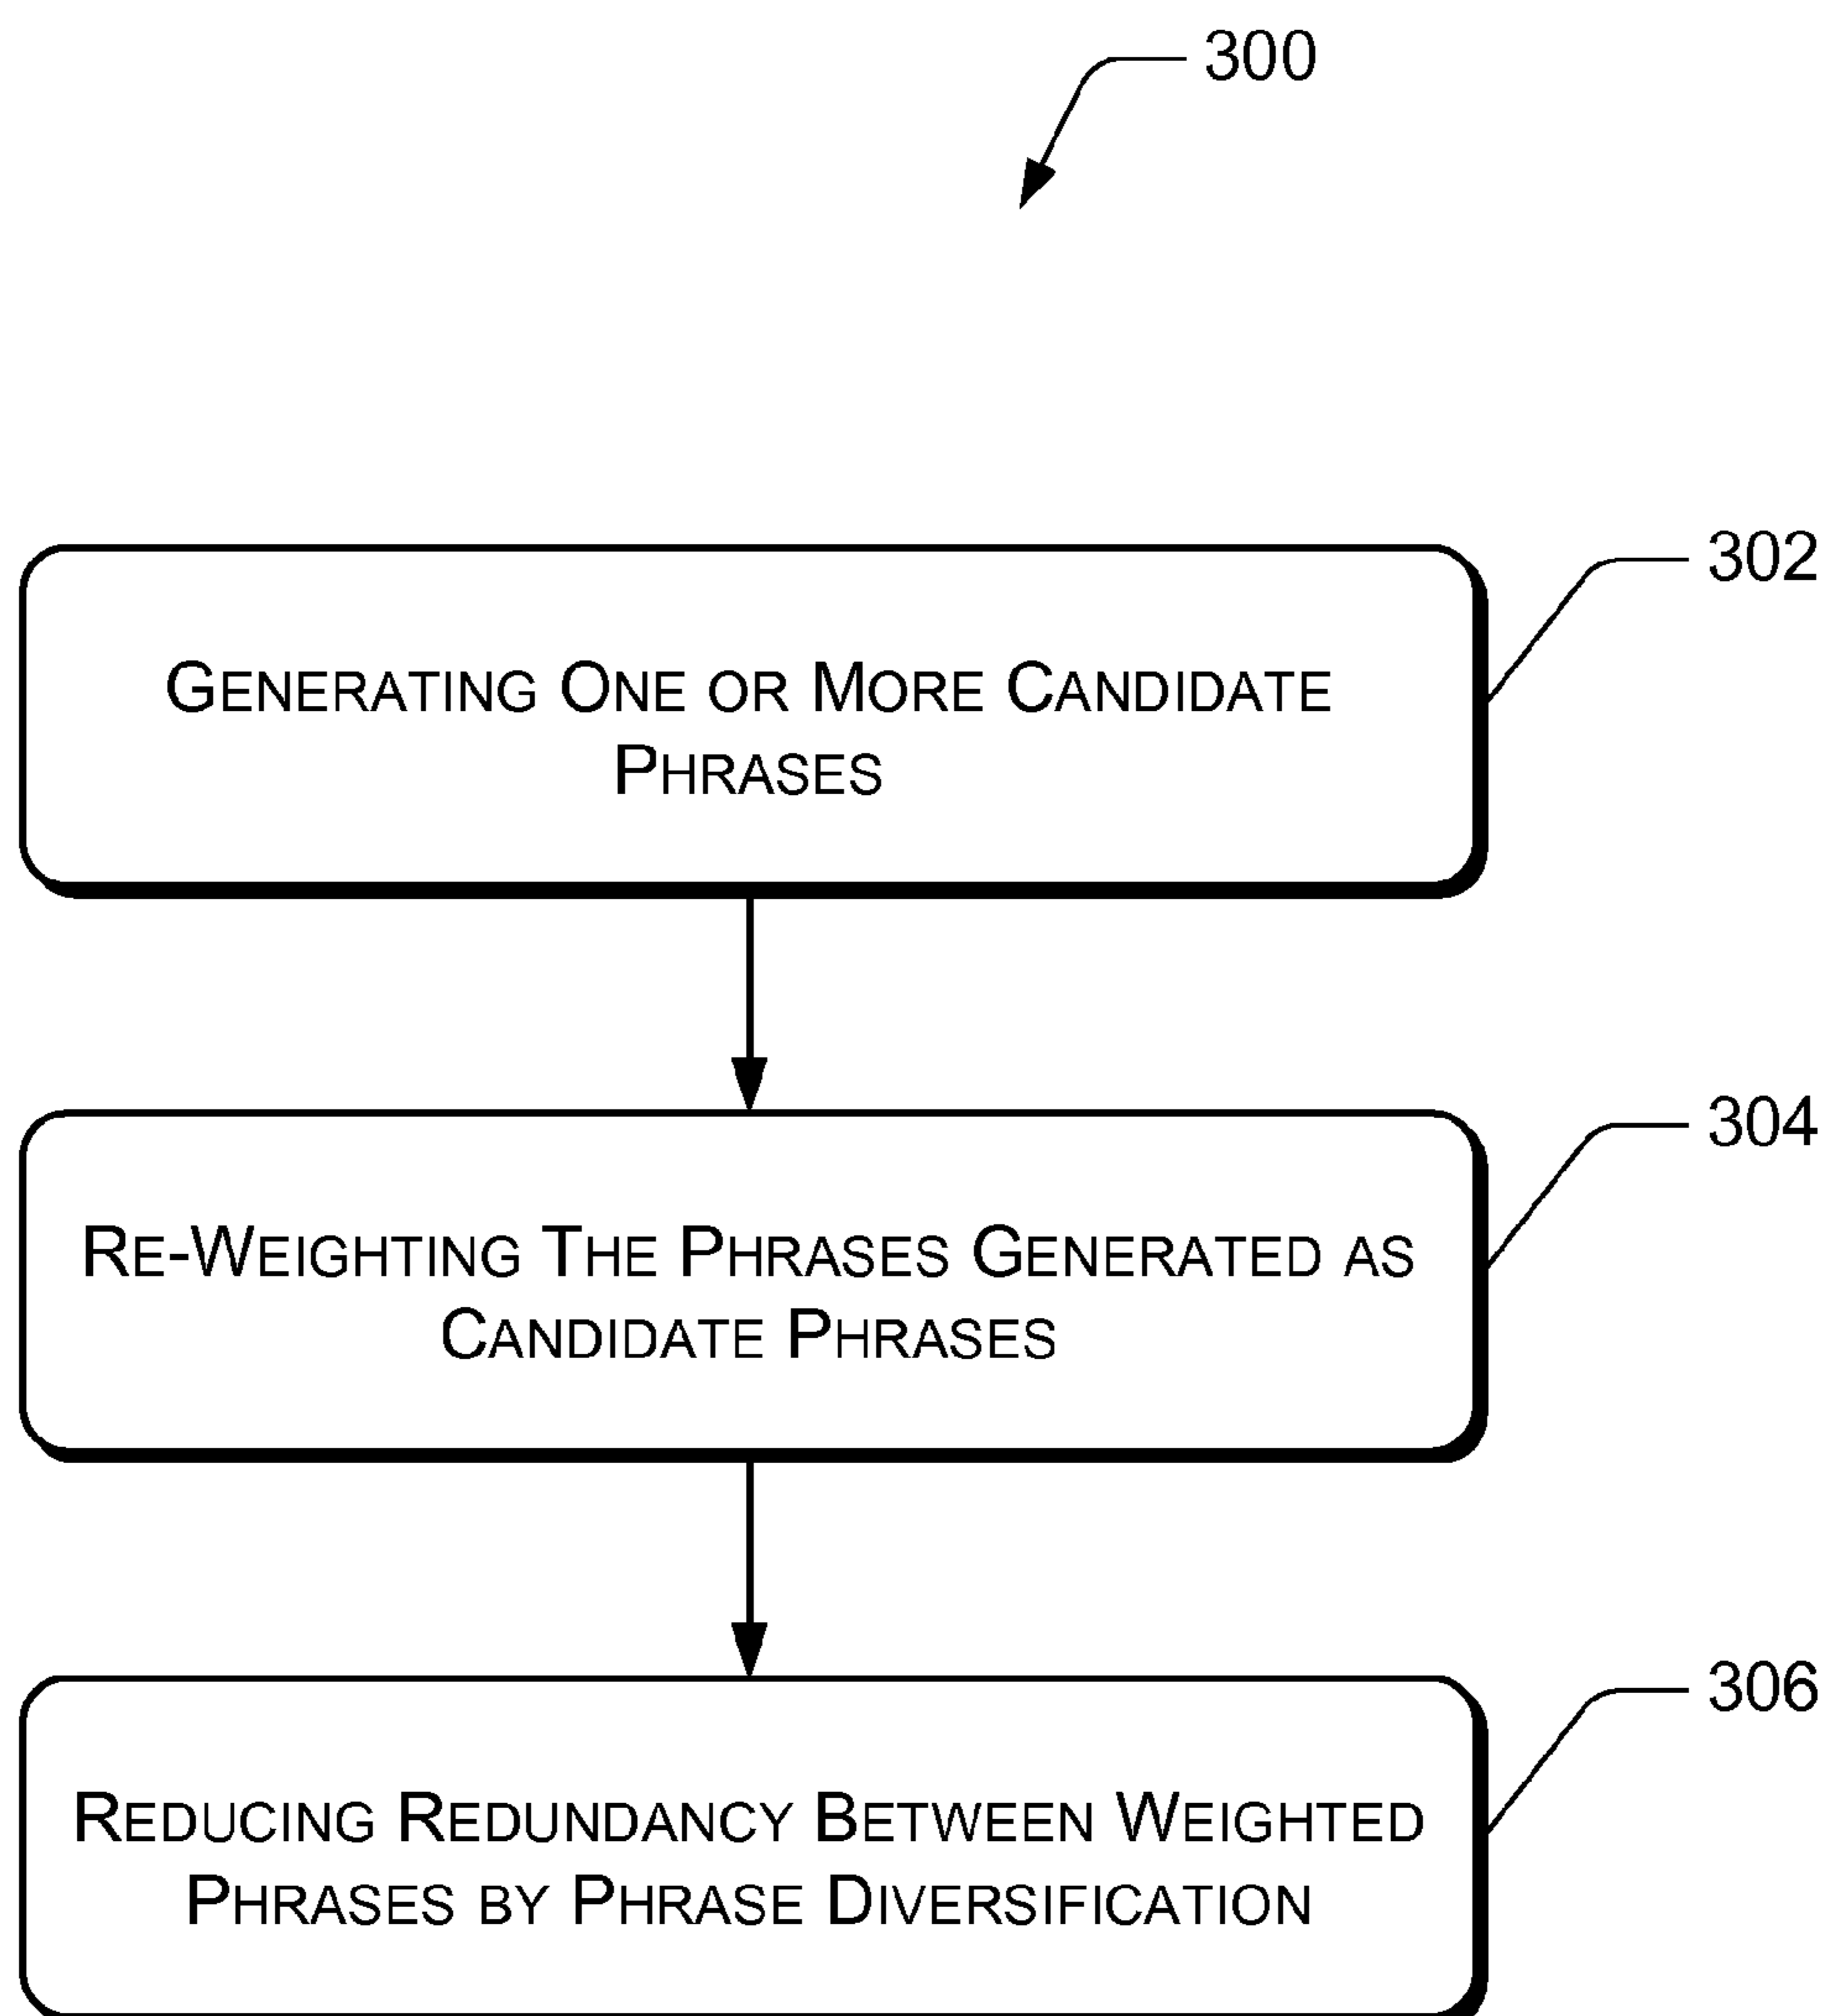 300
302
GENERATING ONE OR MORE CANDIDATE
PHRASES
304
RE-WEIGHTING THE PHRASES GENERATED AS
CANDIDATE PHRASES
306
REDUCING REDUNDANCY BETWEEN WEIGHTED
PHRASES BY PHRASE DIVERSIFICATION